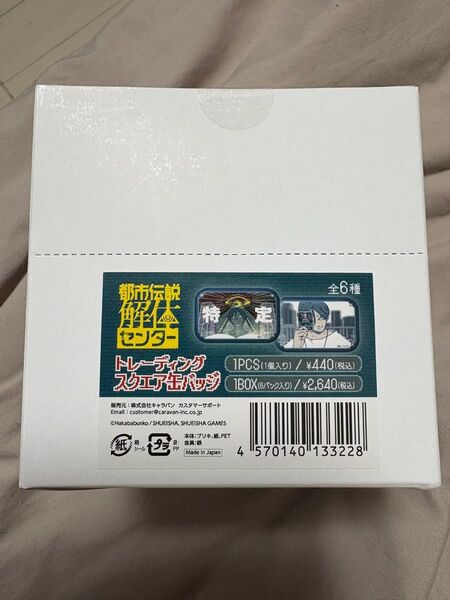 都市伝説
解体
センター
特定
全6種
トレーディング
スクエア缶バッジ
1PCS(1個入り)/¥440(税込)
1BOX(6パック入り)/¥2,640(税込)
販売元:株式会社キャラバン カスタマーサポート
Email:customer@caravan-inc.co.jp
©Hakababunko / SHUEISHA, SHUEISHA GAMES
紙
箱
シール
プラ
袋:
PP
本体:ブリキ,紙,PET
金具:鉄
Made in Japan
4 570140 133228